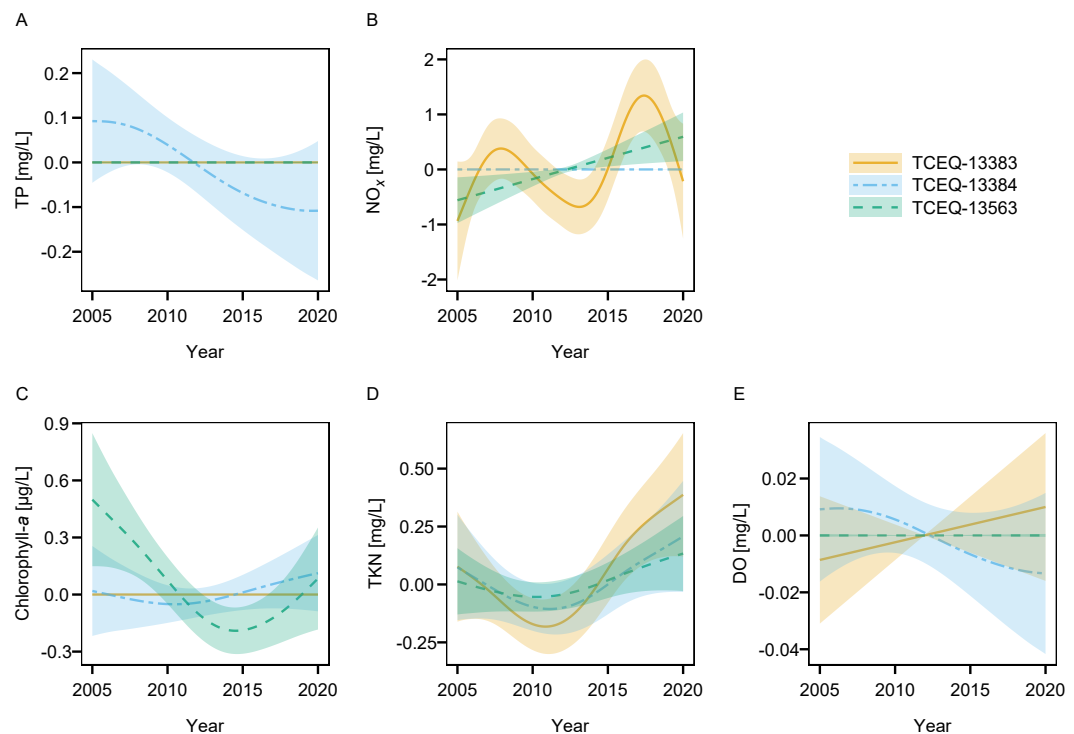 A
TP [mg/L]
0.2
0.1
0.0
-0.1
-0.2
2005 2010 2015 2020
Year
B
NOx [mg/L]
2
1
0
-1
-2
2005 2010 2015 2020
Year
TCEQ-13383
TCEQ-13384
TCEQ-13563
C
Chlorophyll-a [µg/L]
0.9
0.6
0.3
0.0
-0.3
2005 2010 2015 2020
Year
D
TKN [mg/L]
0.50
0.25
0.00
-0.25
2005 2010 2015 2020
Year
E
DO [mg/L]
0.02
0.00
-0.02
-0.04
2005 2010 2015 2020
Year